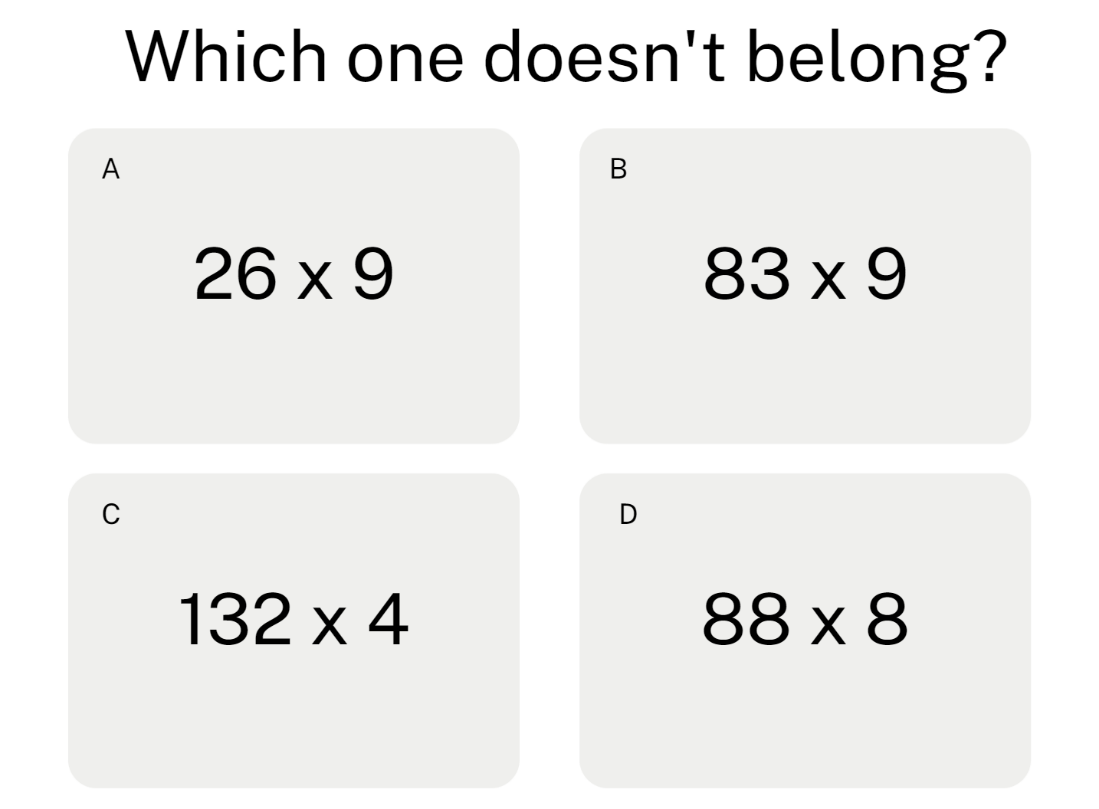 Which one doesn't belong?
A
26 x 9
B
83 x 9
C
132 x 4
D
88 x 8